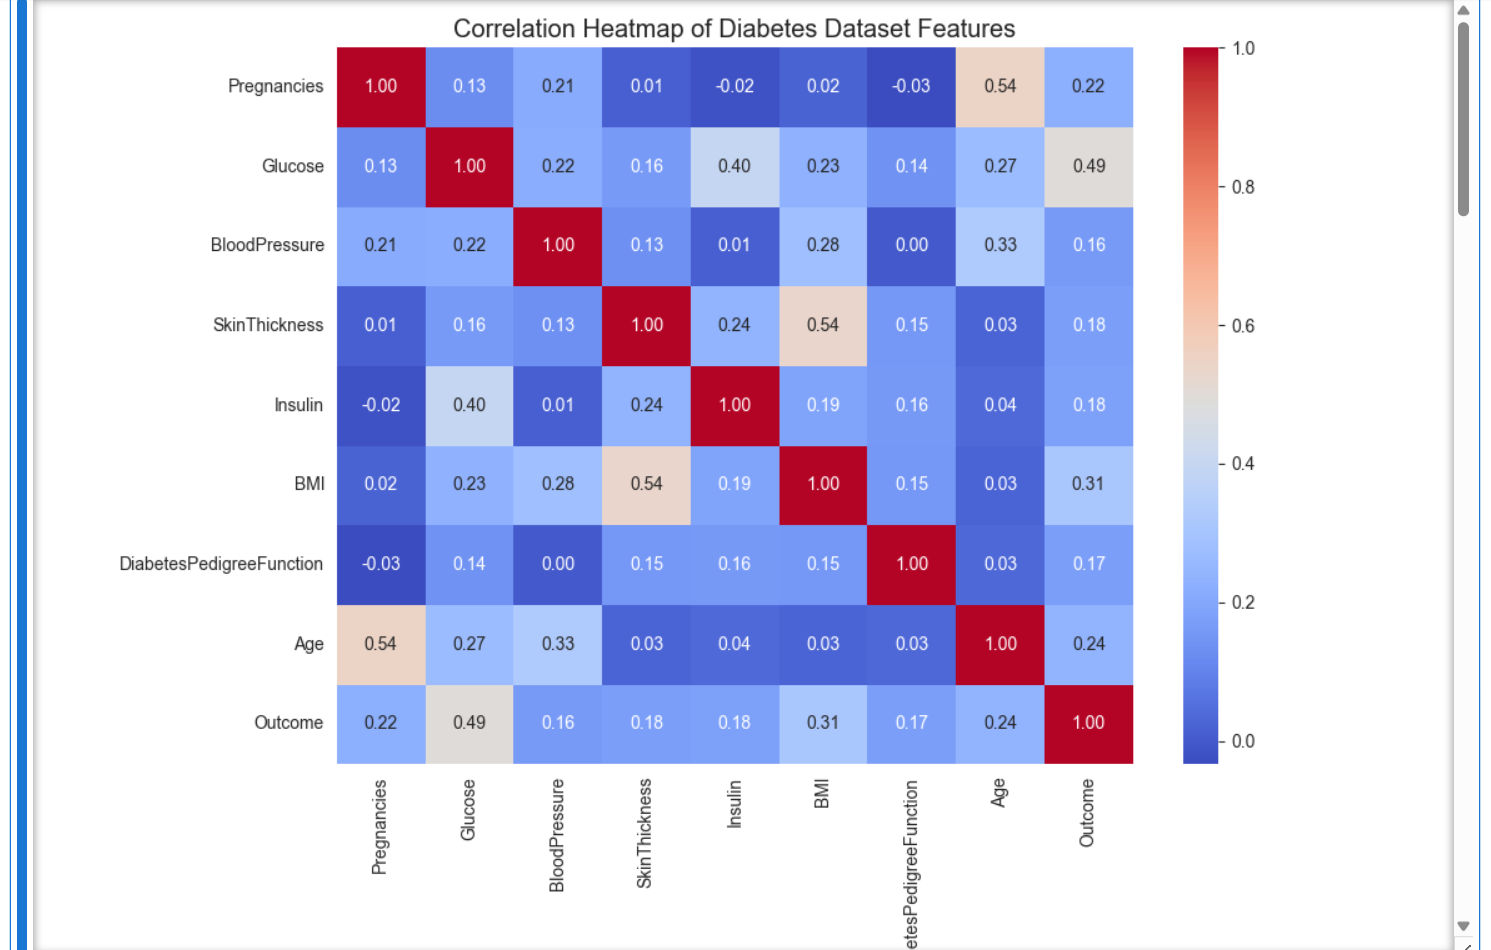 Correlation Heatmap of Diabetes Dataset Features
Pregnancies 1.00 0.13 0.21 0.01 -0.02 0.02 -0.03 0.54 0.22
Glucose 0.13 1.00 0.22 0.16 0.40 0.23 0.14 0.27 0.49
BloodPressure 0.21 0.22 1.00 0.13 0.01 0.28 0.00 0.33 0.16
SkinThickness 0.01 0.16 0.13 1.00 0.24 0.54 0.15 0.03 0.18
Insulin -0.02 0.40 0.01 0.24 1.00 0.19 0.16 0.04 0.18
BMI 0.02 0.23 0.28 0.54 0.19 1.00 0.15 0.03 0.31
DiabetesPedigreeFunction -0.03 0.14 0.00 0.15 0.16 0.15 1.00 0.03 0.17
Age 0.54 0.27 0.33 0.03 0.04 0.03 0.03 1.00 0.24
Outcome 0.22 0.49 0.16 0.18 0.18 0.31 0.17 0.24 1.00
Pregnancies
Glucose
BloodPressure
SkinThickness
Insulin
BMI
etesPedigreeFunction
Age
Outcome
1.0
0.8
0.6
0.4
0.2
0.0